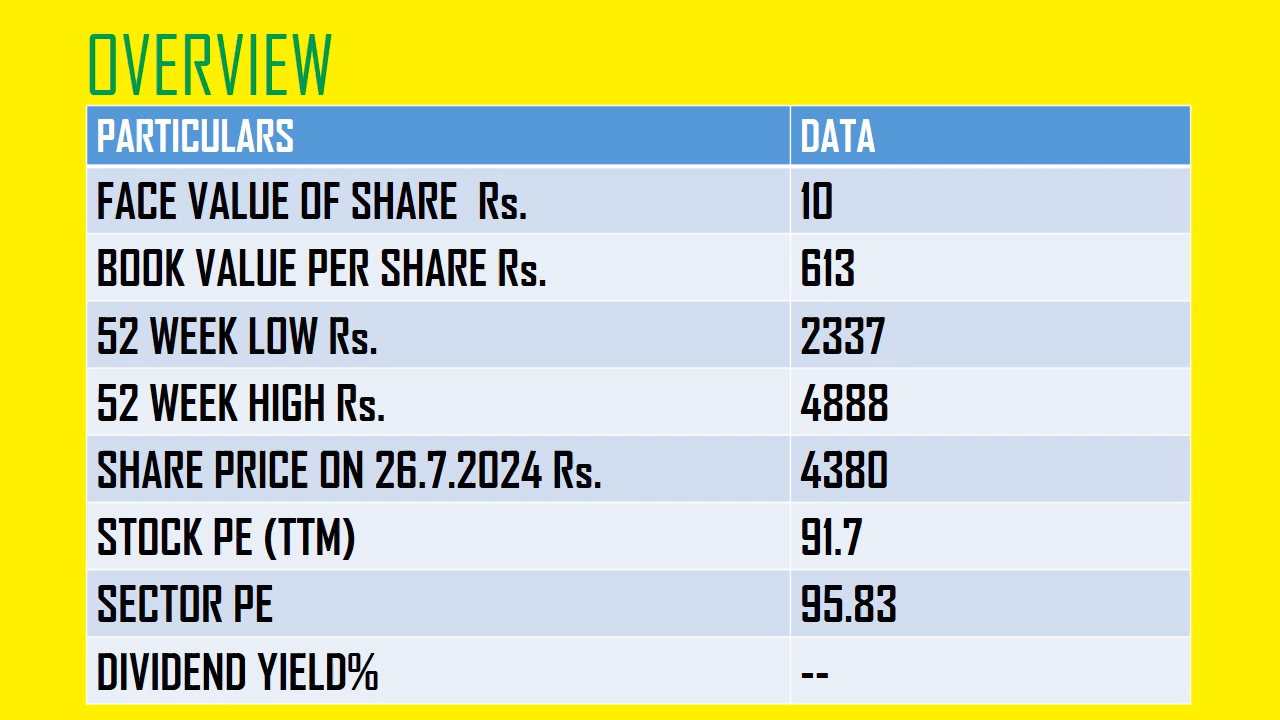 OVERVIEW
PARTICULARS DATA
FACE VALUE OF SHARE Rs. 10
BOOK VALUE PER SHARE Rs. 613
52 WEEK LOW Rs. 2337
52 WEEK HIGH Rs. 4888
SHARE PRICE ON 26.7.2024 Rs. 4380
STOCK PE (TTM) 91.7
SECTOR PE 95.83
DIVIDEND YIELD% --